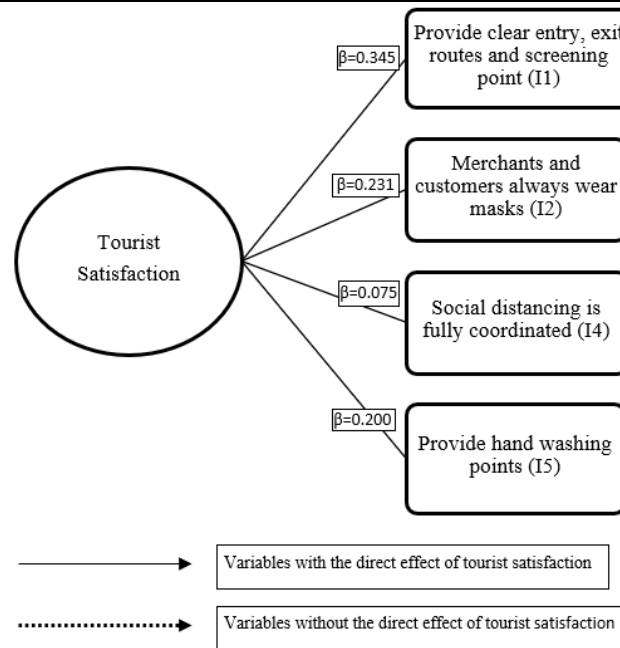 Provide clear entry, exit
routes and screening
point (I1)
β=0.345
Merchants and
customers always wear
masks (I2)
β=0.231
Tourist
Satisfaction
β=0.075
Social distancing is
fully coordinated (I4)
β=0.200
Provide hand washing
points (I5)
Variables with the direct effect of tourist satisfaction
Variables without the direct effect of tourist satisfaction